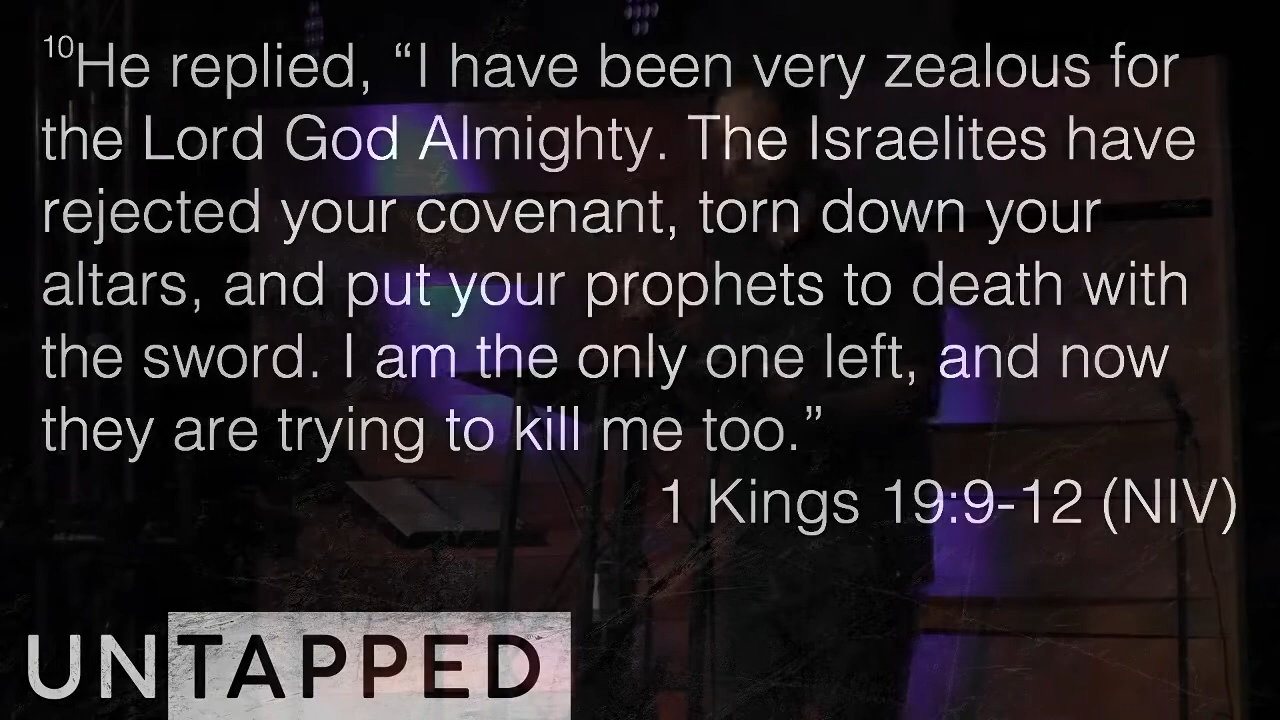 10He replied, “I have been very zealous for
the Lord God Almighty. The Israelites have
rejected your covenant, torn down your
altars, and put your prophets to death with
the sword. I am the only one left, and now
they are trying to kill me too.”
1 Kings 19:9-12 (NIV)
UNTAPPED